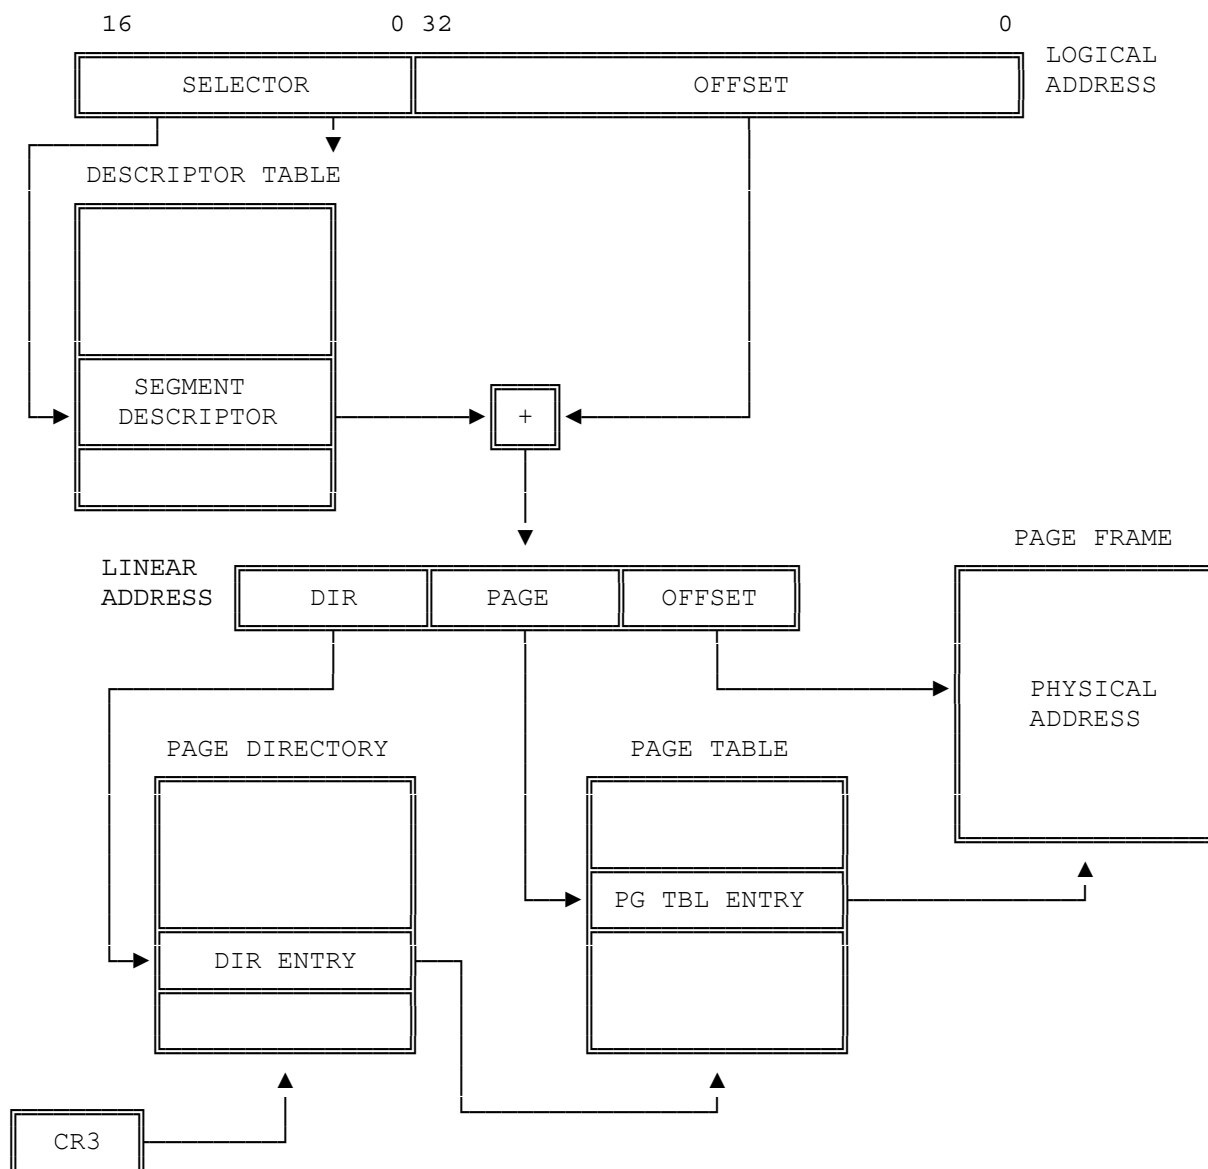 16 0 32 0
LOGICAL
ADDRESS
SELECTOR OFFSET
DESCRIPTOR TABLE
SEGMENT
DESCRIPTOR
+
PAGE FRAME
LINEAR
ADDRESS
DIR PAGE OFFSET
PHYSICAL
ADDRESS
PAGE DIRECTORY PAGE TABLE
PG TBL ENTRY
DIR ENTRY
CR3